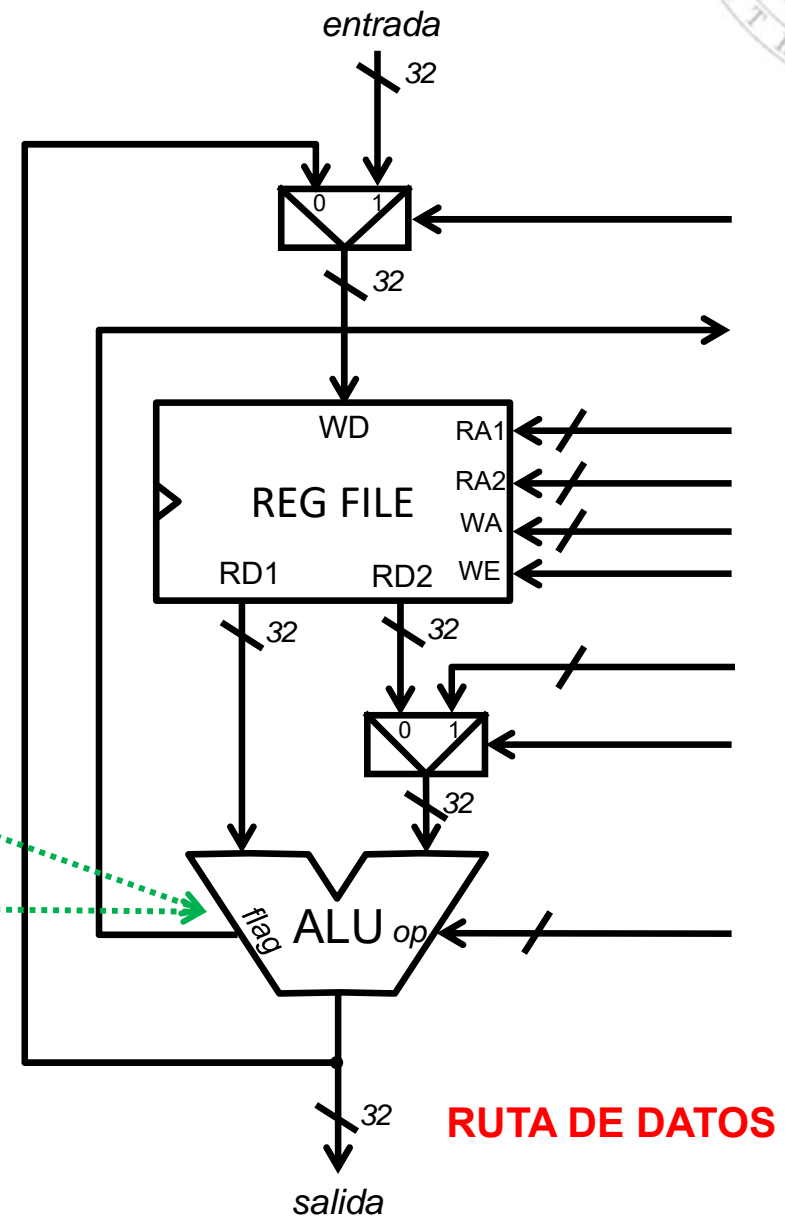 entrada
32
0 1
32
WD
RA1
RA2
REG FILE
WA
WE
RD1 RD2
32 32
0 1
32
flag ALU op
32
RUTA DE DATOS
salida